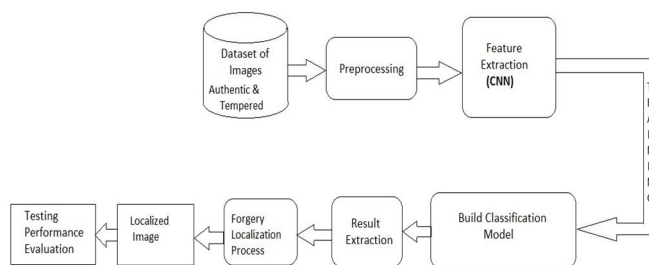 Dataset of
Images
Authentic &
Tempered
Preprocessing
Feature
Extraction
(CNN)
Build Classification
Model
Result
Extraction
Forgery
Localization
Process
Localized
Image
Testing
Performance
Evaluation